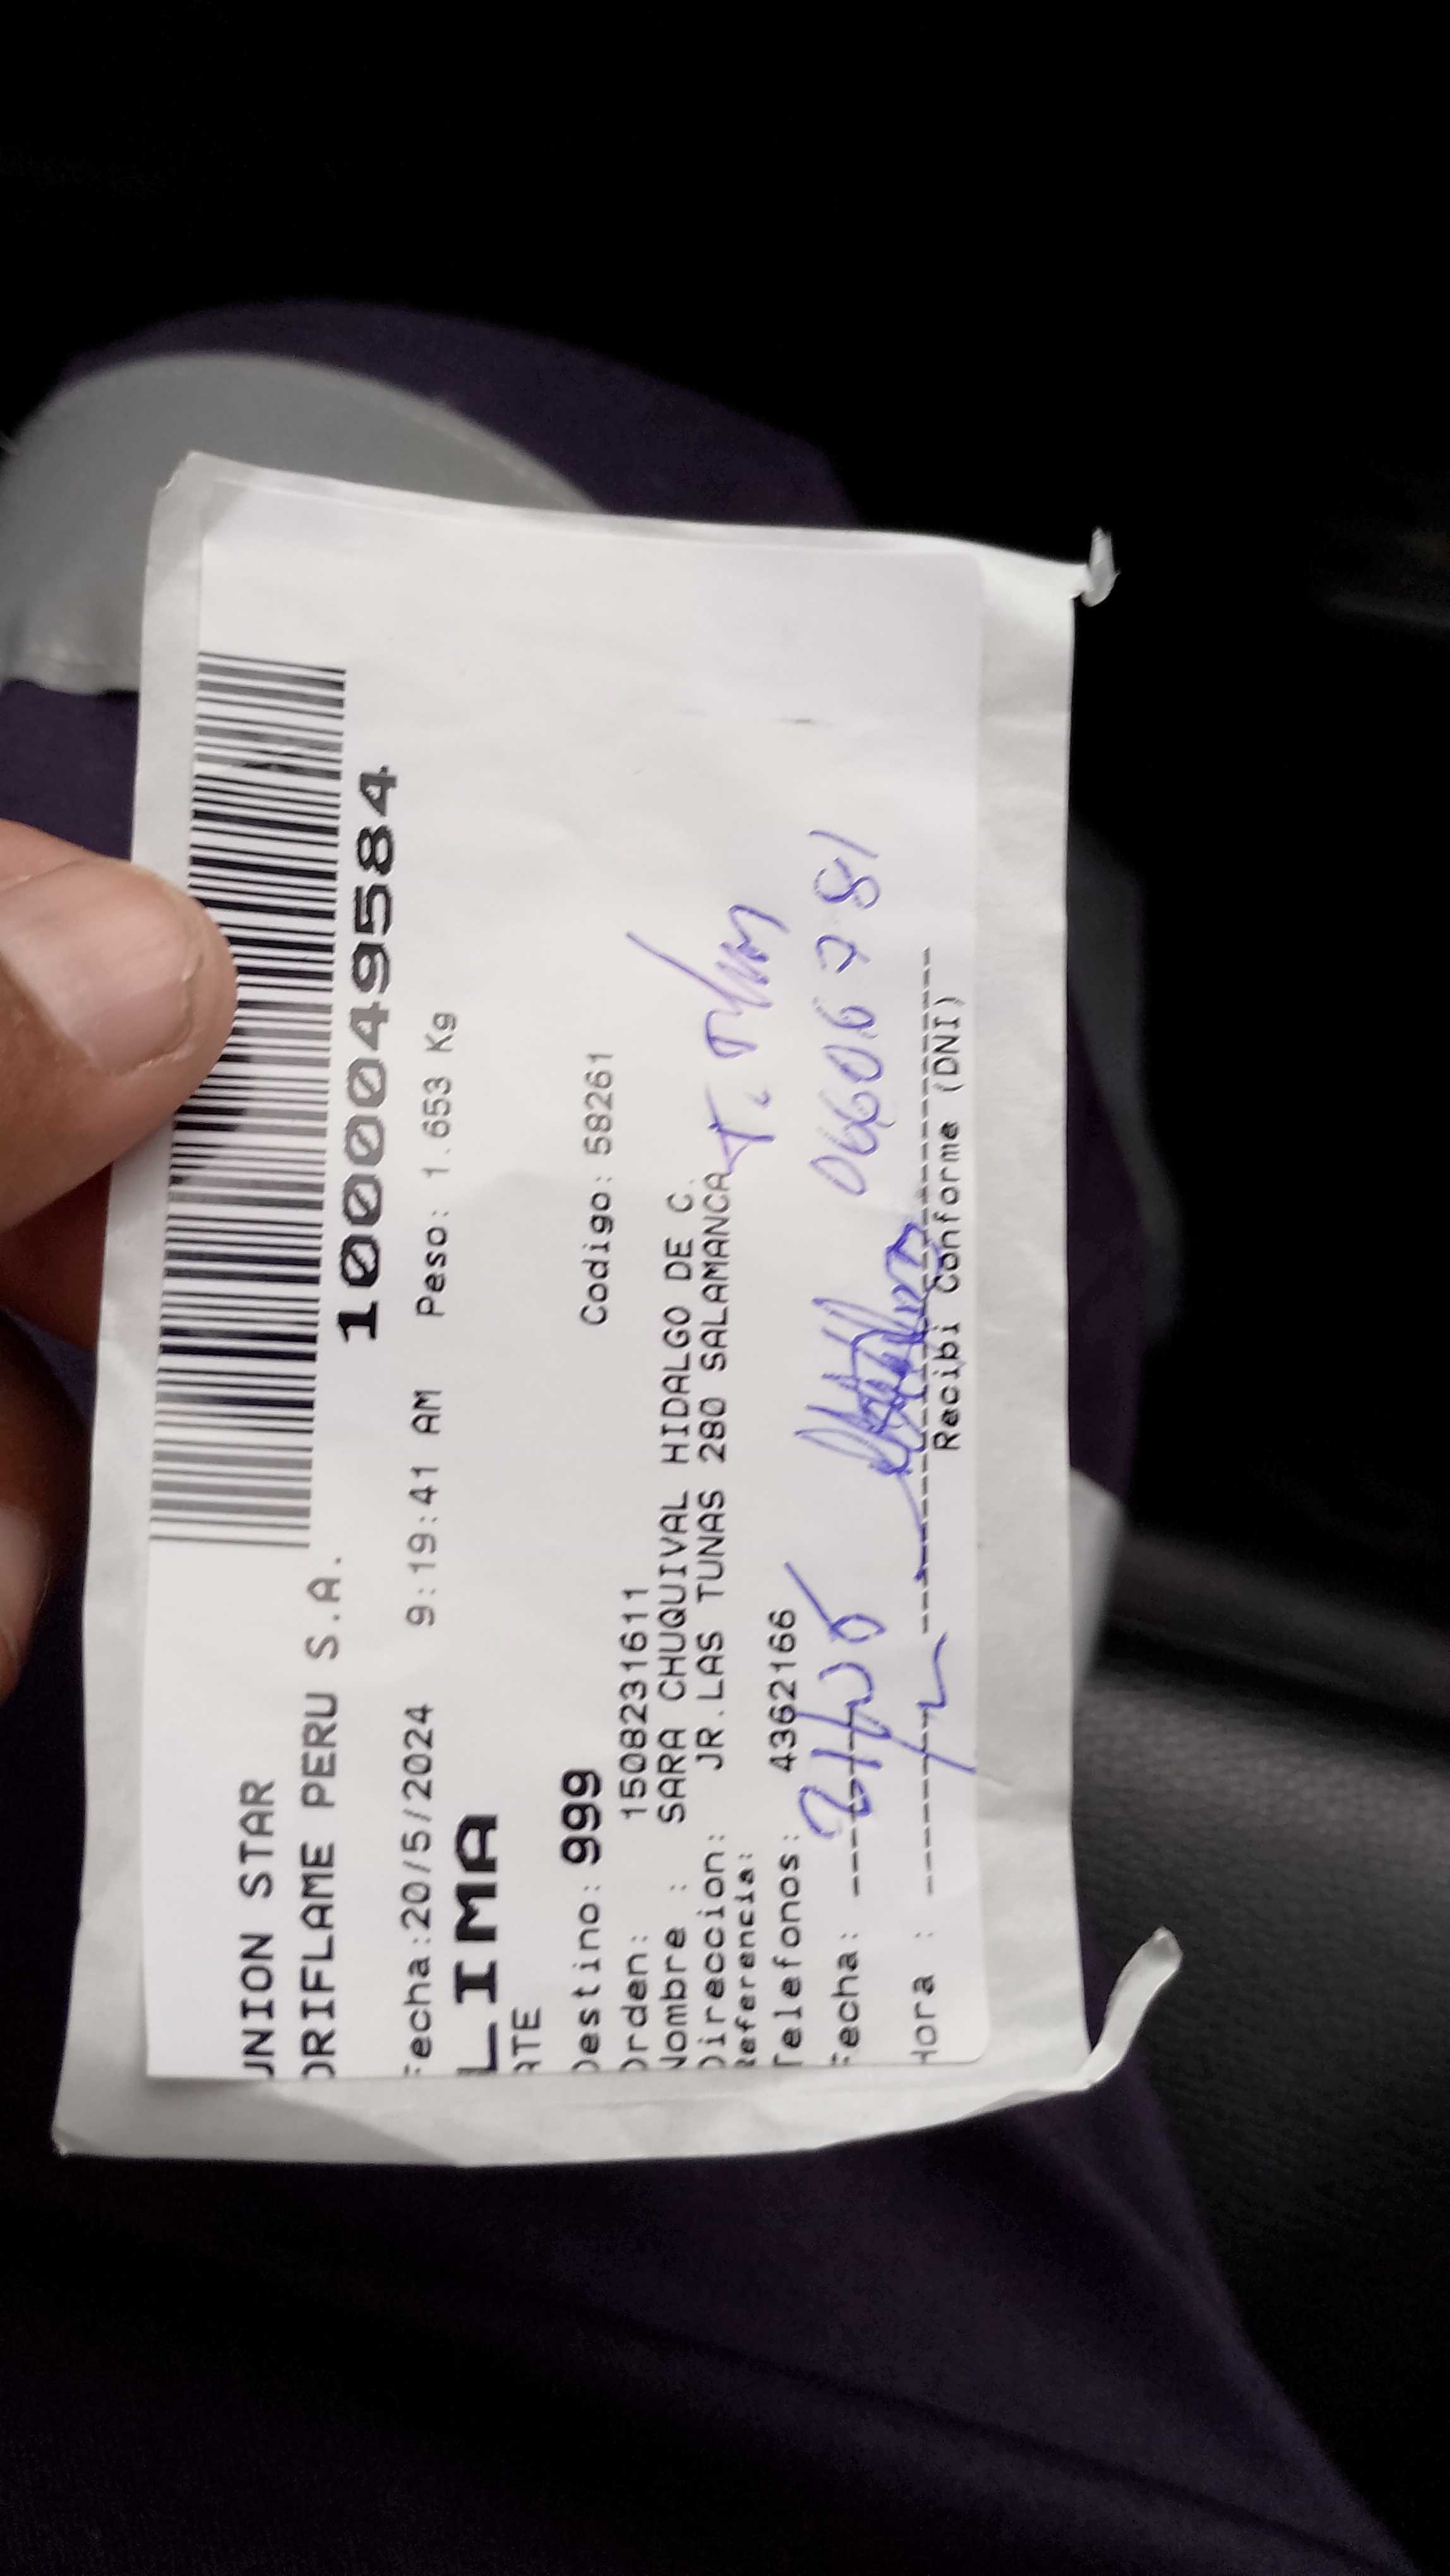 UNION STAR
ORIFLAME PERU S.A.
1000049584
Fecha:20/5/2024 9:19:41 AM Peso: 1.653 Kg
LIMA
ATE
Destino: 999 Codigo: 58261
Orden: 1508231611
Nombre : SARA CHUQUIVAL HIDALGO DE C.
Direccion: JR.LAS TUNAS 280 SALAMANCA
Referencia:
Telefonos: 4362166
Fecha:
Hora :
Recibi Conforme (DNI)